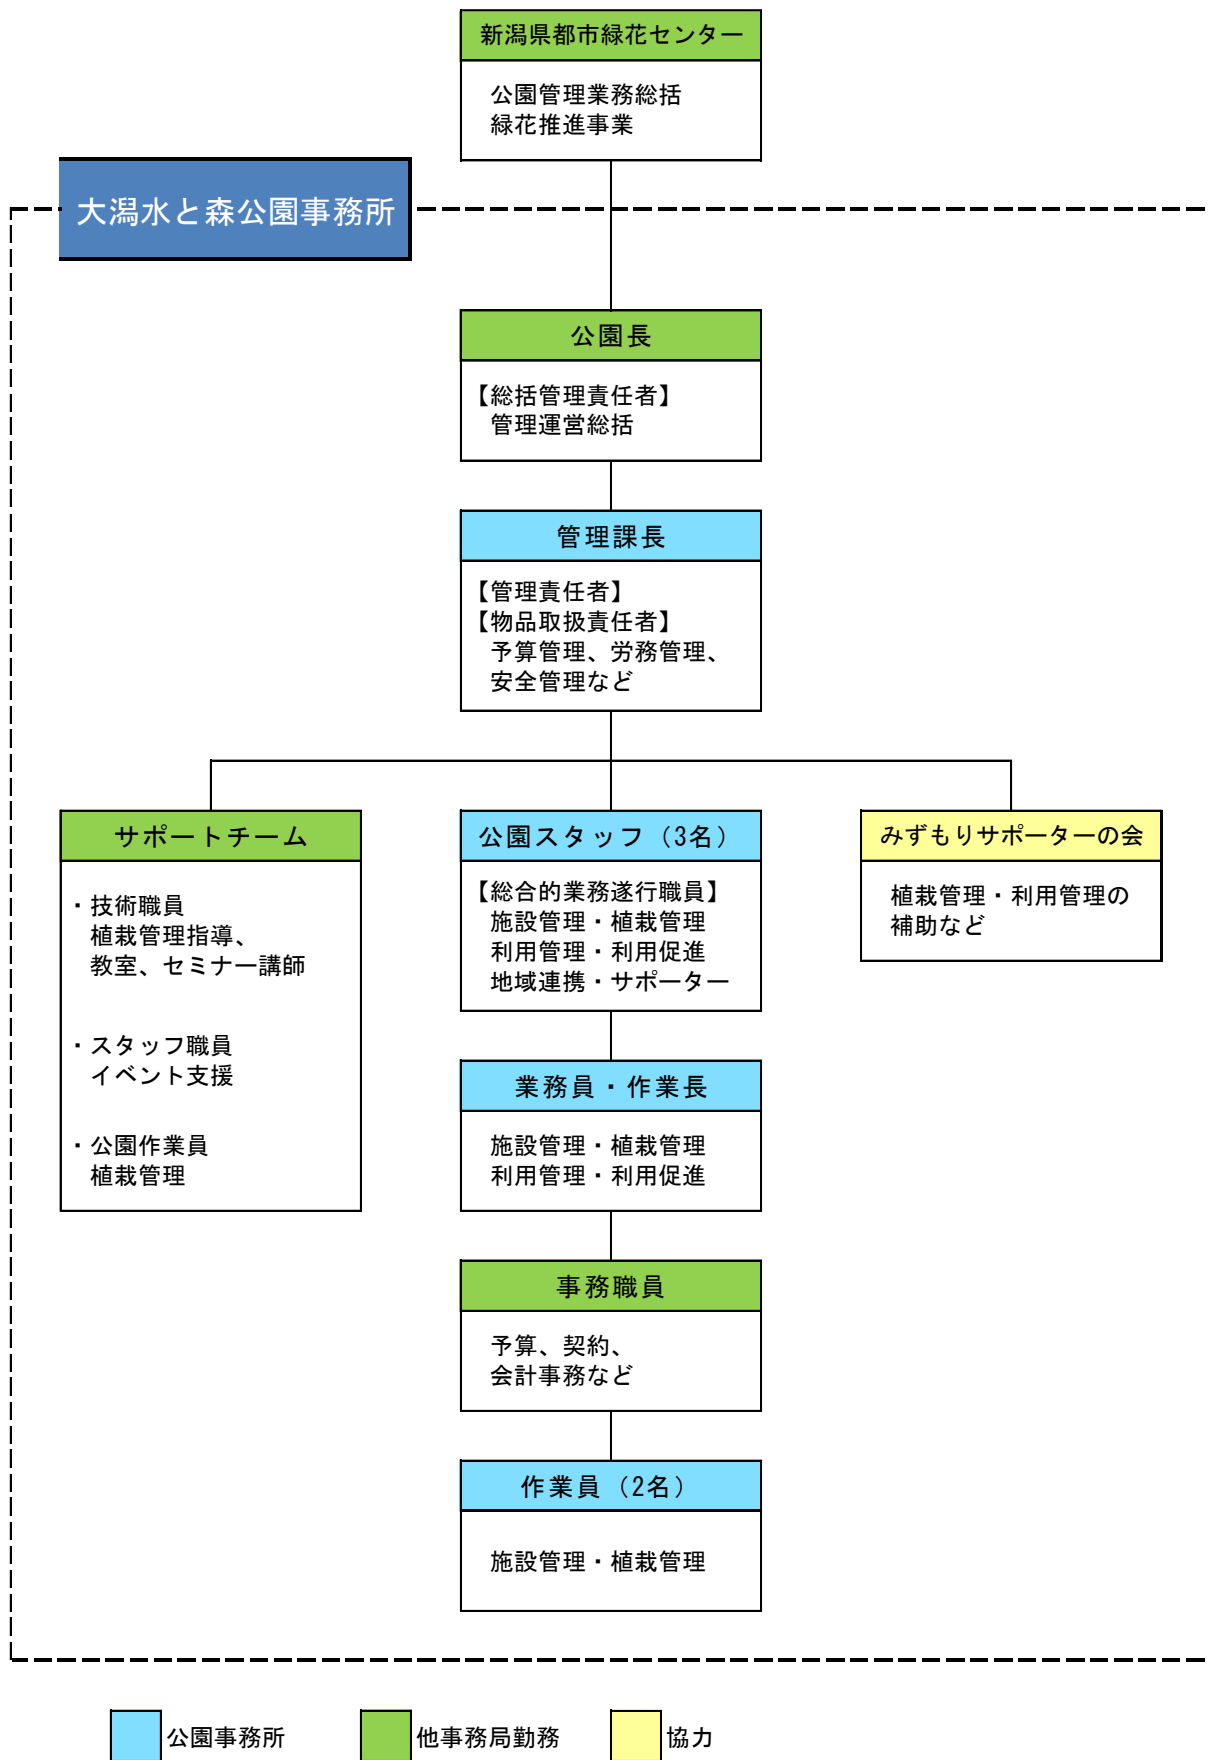 新潟県都市緑花センター
公園管理業務総括
緑花推進事業
大潟水と森公園事務所
公園長
【総括管理責任者】
管理運営総括
管理課長
【管理責任者】
【物品取扱責任者】
予算管理、労務管理、
安全管理など
サポートチーム
・技術職員
植栽管理指導、
教室、セミナー講師
・スタッフ職員
イベント支援
・公園作業員
植栽管理
公園スタッフ（3名）
【総合的業務遂行職員】
施設管理・植栽管理
利用管理・利用促進
地域連携・サポーター
みずもりサポーターの会
植栽管理・利用管理の
補助など
業務員・作業長
施設管理・植栽管理
利用管理・利用促進
事務職員
予算、契約、
会計事務など
作業員（2名）
施設管理・植栽管理
公園事務所
他事務局勤務
協力